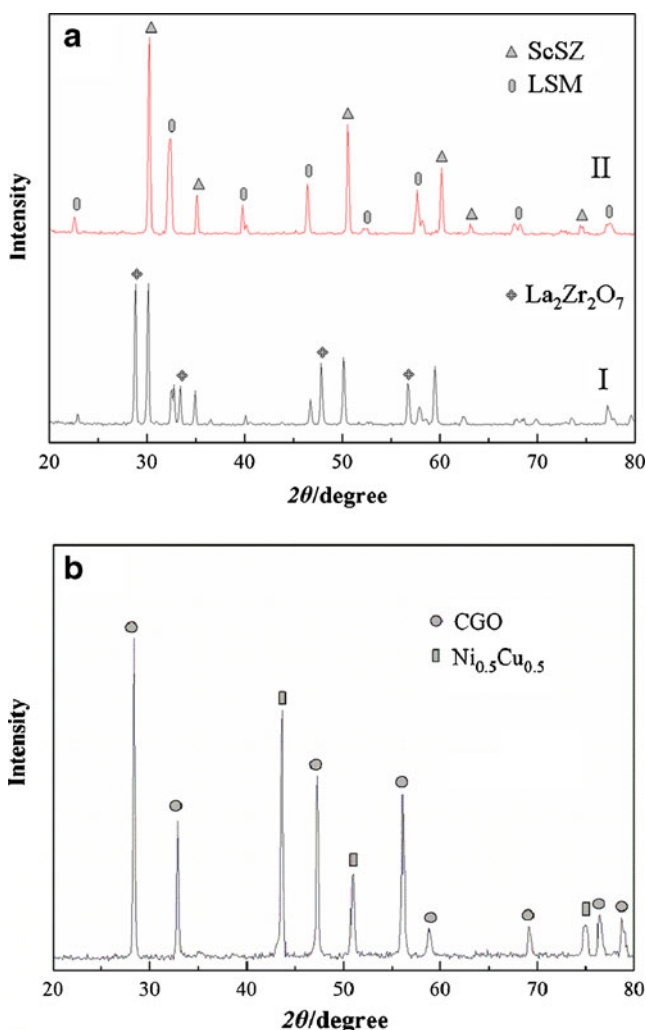 a
ScSZ
LSM
II
Intensity
La₂Zr₂O₇
I
20 30 40 50 60 70 80
2θ/degree
b
CGO
Ni₀.₅Cu₀.₅
Intensity
20 30 40 50 60 70 80
2θ/degree